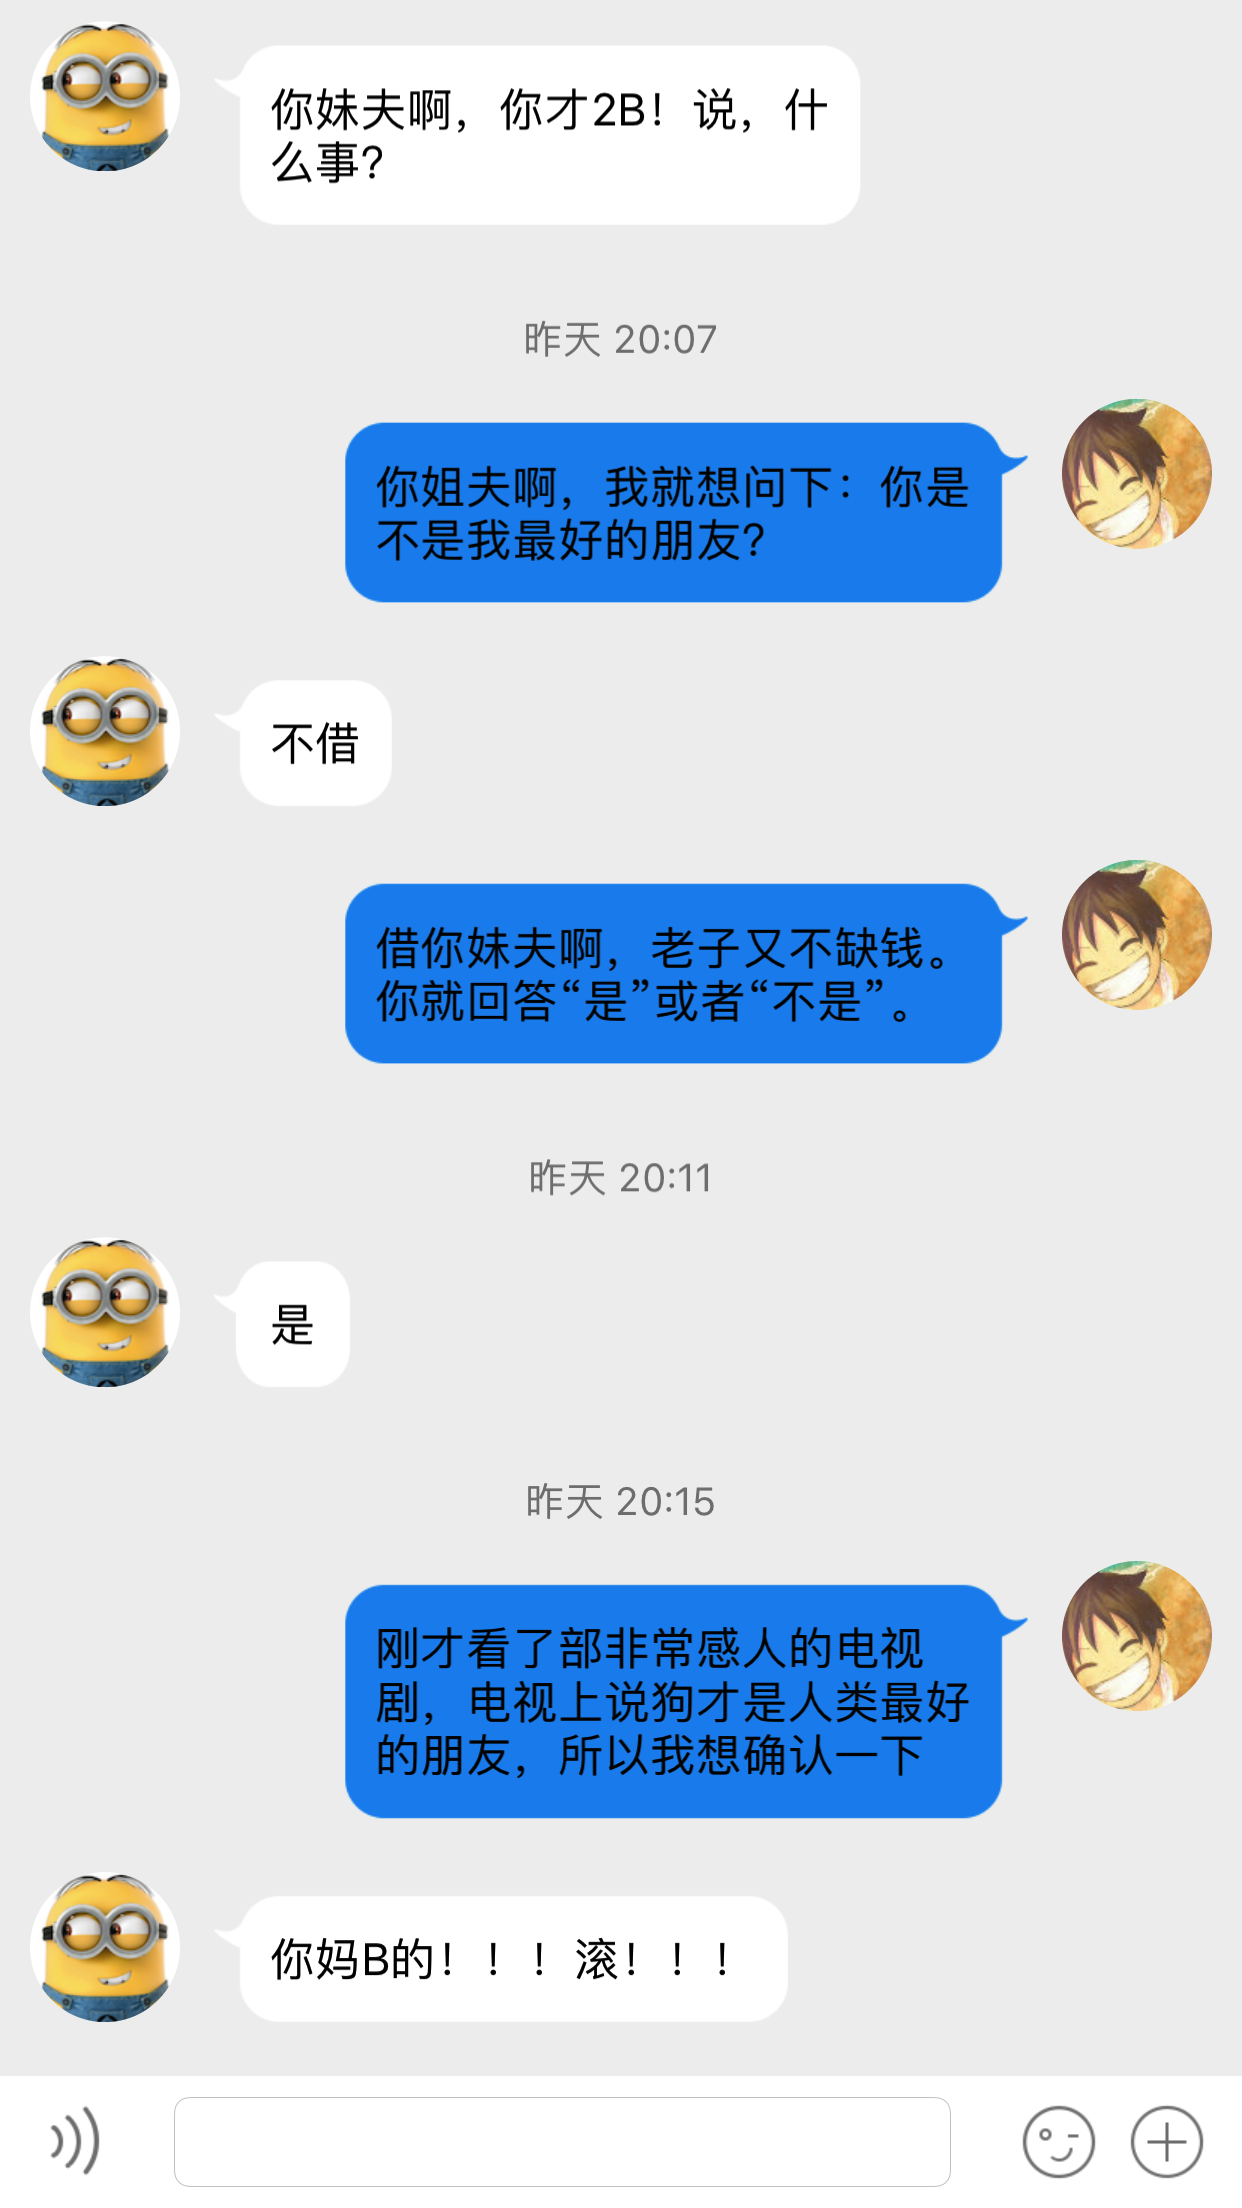 你妹夫啊，你才2B！说，什
么事?
昨天 20:07
你姐夫啊，我就想问下：你是
不是我最好的朋友?
不借
借你妹夫啊，老子又不缺钱。
你就回答“是”或者“不是”。
昨天 20:11
是
昨天 20:15
刚才看了部非常感人的电视
剧，电视上说狗才是人类最好
的朋友，所以我想确认一下
你妈B的！！！滚！！！